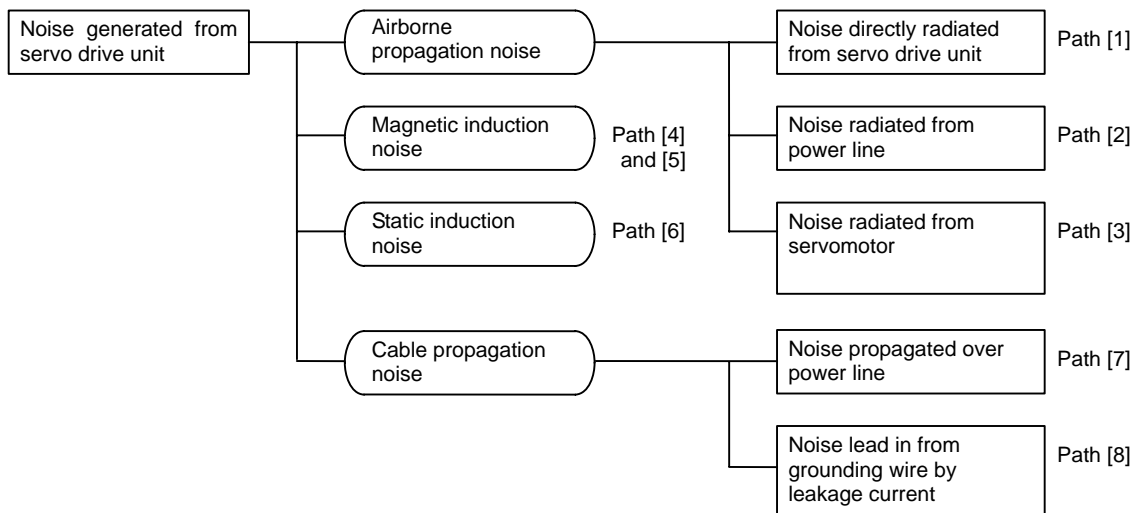 Noise generated from
servo drive unit
Airborne
propagation noise
Noise directly radiated
from servo drive unit
Path [1]
Magnetic induction
noise
Path [4]
and [5]
Noise radiated from
power line
Path [2]
Static induction
noise
Path [6]
Noise radiated from
servomotor
Path [3]
Cable propagation
noise
Noise propagated over
power line
Path [7]
Noise lead in from
grounding wire by
leakage current
Path [8]